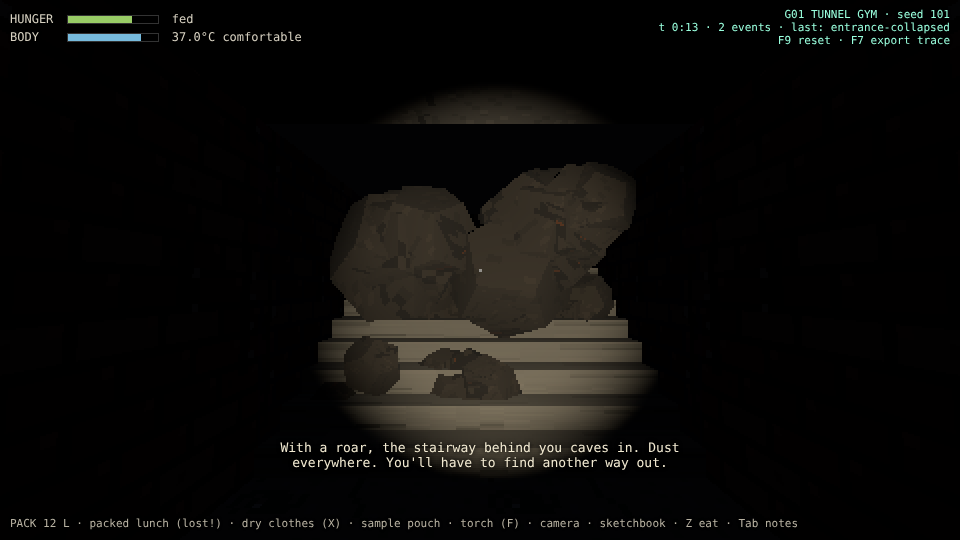 HUNGER fed
BODY 37.0°C comfortable
G01 TUNNEL GYM · seed 101
t 0:13 · 2 events · last: entrance-collapsed
F9 reset · F7 export trace
With a roar, the stairway behind you caves in. Dust
everywhere. You'll have to find another way out.
PACK 12 L · packed lunch (lost!) · dry clothes (X) · sample pouch · torch (F) · camera · sketchbook · Z eat · Tab notes